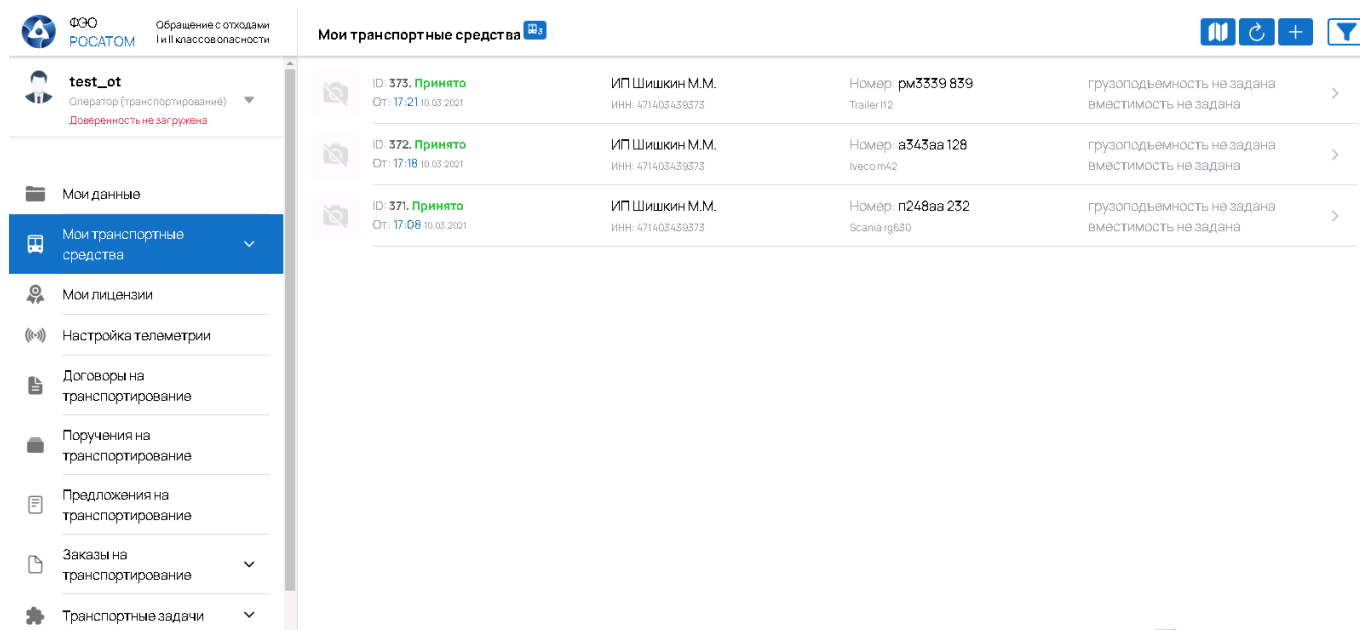 ФЭО
РОСАТОМ
Обращение с отходами
I и II классов опасности
Мои транспортные средства 3
test_ot
Оператор (транспортирование)
Доверенность не загружена
Мои данные
Мои транспортные
средства
Мои лицензии
Настройка телеметрии
Договоры на
транспортирование
Поручения на
транспортирование
Предложения на
транспортирование
Заказы на
транспортирование
Транспортные задачи
ID: 373. Принято ИП Шишкин М.М. Номер: рм3339 839 грузоподъемность не задана
От: 17:21 10.03.2021 ИНН: 471403439373 Trailer l12 вместимость не задана
ID: 372. Принято ИП Шишкин М.М. Номер: а343аа 128 грузоподъемность не задана
От: 17:18 10.03.2021 ИНН: 471403439373 Iveco m42 вместимость не задана
ID: 371. Принято ИП Шишкин М.М. Номер: п248аа 232 грузоподъемность не задана
От: 17:08 10.03.2021 ИНН: 471403439373 Scania rg630 вместимость не задана